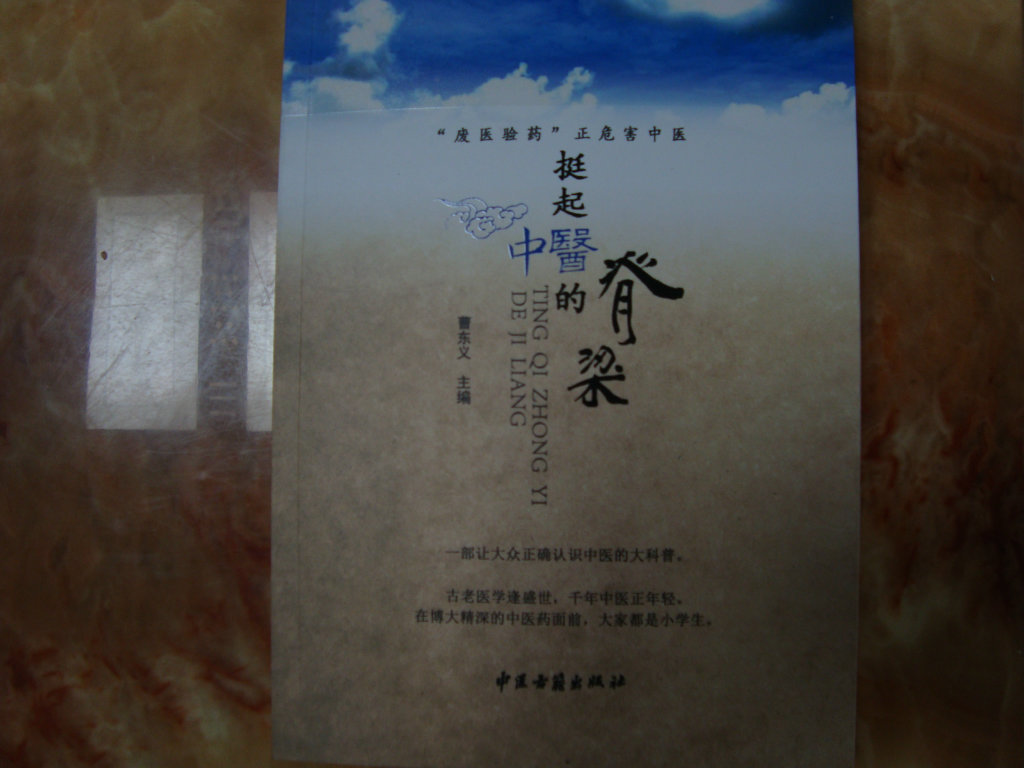 “废医验药”正危害中医
挺起
中醫的
脊梁
TING QI ZHONG YI
DE JI LIANG
曹东义 主编
一部让大众正确认识中医的大科普。
古老医学逢盛世，千年中医正年轻。
在博大精深的中医药面前，大家都是小学生。
中医古籍出版社